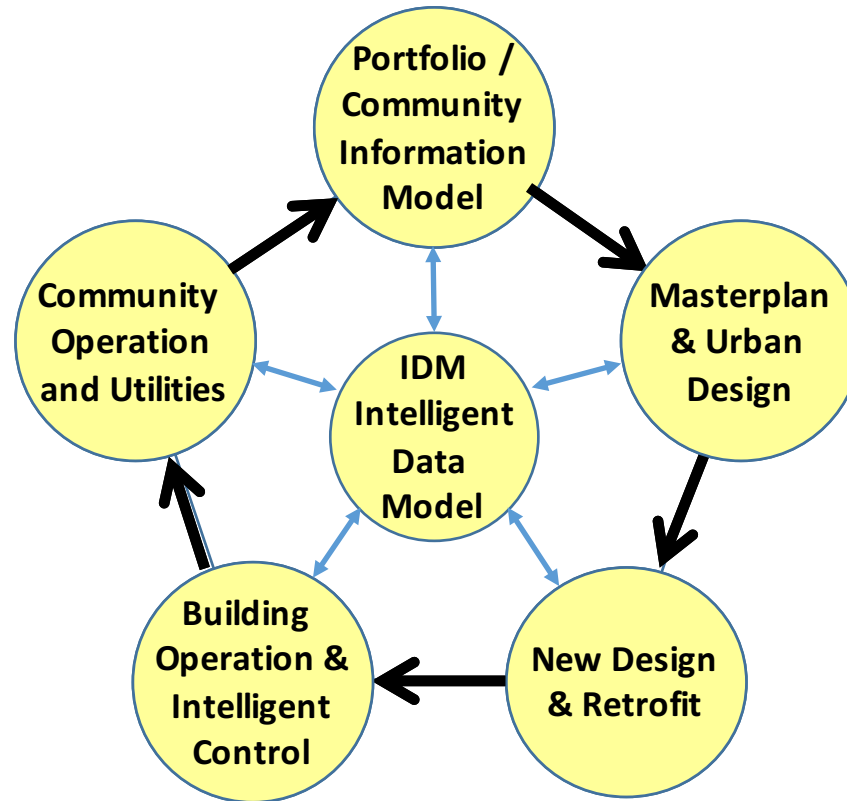 Portfolio /
Community
Information
Model
Masterplan
& Urban
Design
New Design
& Retrofit
Building
Operation &
Intelligent
Control
Community
Operation
and Utilities
IDM
Intelligent
Data
Model